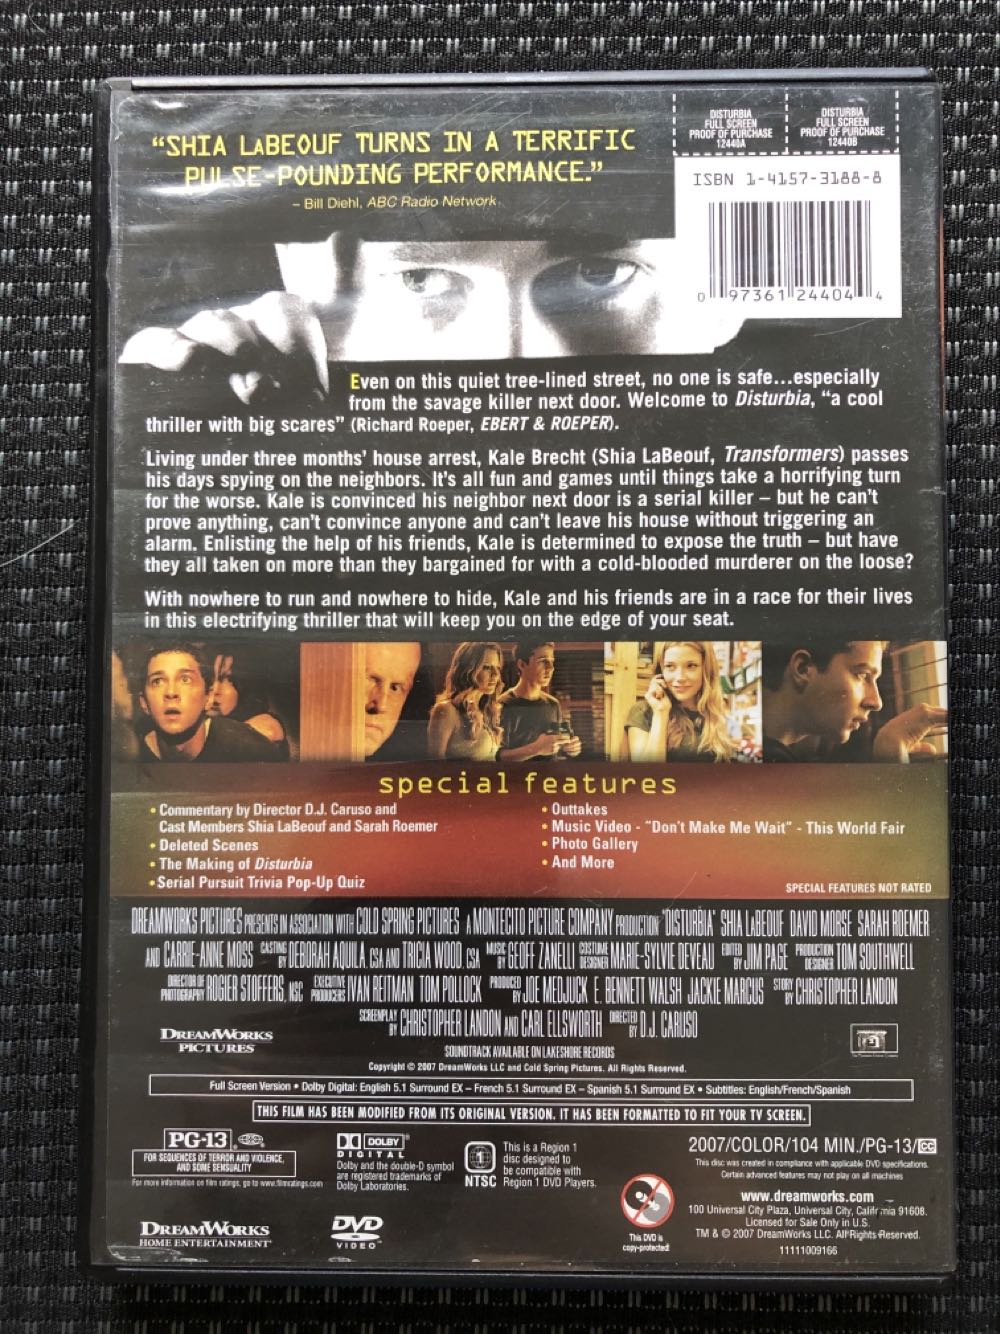 "SHIA LaBEOUF TURNS IN A TERRIFIC
PULSE-POUNDING PERFORMANCE."
– Bill Diehl, ABC Radio Network
DISTURBIA
FULL SCREEN
PROOF OF PURCHASE
12440A
DISTURBIA
FULL SCREEN
PROOF OF PURCHASE
12440B
ISBN 1-4157-3188-8
0 97361 24404 4
Even on this quiet tree-lined street, no one is safe...especially
from the savage killer next door. Welcome to Disturbia, "a cool
thriller with big scares" (Richard Roeper, EBERT & ROEPER).
Living under three months' house arrest, Kale Brecht (Shia LaBeouf, Transformers) passes
his days spying on the neighbors. It's all fun and games until things take a horrifying turn
for the worse. Kale is convinced his neighbor next door is a serial killer – but he can't
prove anything, can't convince anyone and can't leave his house without triggering an
alarm. Enlisting the help of his friends, Kale is determined to expose the truth – but have
they all taken on more than they bargained for with a cold-blooded murderer on the loose?
With nowhere to run and nowhere to hide, Kale and his friends are in a race for their lives
in this electrifying thriller that will keep you on the edge of your seat.
special features
• Commentary by Director D.J. Caruso and
Cast Members Shia LaBeouf and Sarah Roemer
• Deleted Scenes
• The Making of Disturbia
• Serial Pursuit Trivia Pop-Up Quiz
• Outtakes
• Music Video - "Don't Make Me Wait" - This World Fair
• Photo Gallery
• And More
SPECIAL FEATURES NOT RATED
DREAMWORKS PICTURES PRESENTS IN ASSOCIATION WITH COLD SPRING PICTURES A MONTECITO PICTURE COMPANY PRODUCTION "DISTURBIA" SHIA LaBEOUF DAVID MORSE SARAH ROEMER
AND CARRIE-ANNE MOSS CASTING BY DEBORAH AQUILA, CSA AND TRICIA WOOD, CSA MUSIC BY GEOFF ZANELLI COSTUME DESIGNER MARIE-SYLVIE DEVEAU EDITED BY JIM PAGE PRODUCTION DESIGNER TOM SOUTHWELL
DIRECTOR OF PHOTOGRAPHY ROGIER STOFFERS, NSC EXECUTIVE PRODUCERS IVAN REITMAN TOM POLLOCK PRODUCED BY JOE MEDJUCK E. BENNETT WALSH JACKIE MARCUS STORY BY CHRISTOPHER LANDON
SCREENPLAY BY CHRISTOPHER LANDON AND CARL ELLSWORTH DIRECTED BY D.J. CARUSO
DREAMWORKS
PICTURES
SOUNDTRACK AVAILABLE ON LAKESHORE RECORDS
Copyright © 2007 DreamWorks LLC and Cold Spring Pictures. All Rights Reserved.
Full Screen Version • Dolby Digital: English 5.1 Surround EX – French 5.1 Surround EX – Spanish 5.1 Surround EX • Subtitles: English/French/Spanish
THIS FILM HAS BEEN MODIFIED FROM ITS ORIGINAL VERSION. IT HAS BEEN FORMATTED TO FIT YOUR TV SCREEN.
PG-13
FOR SEQUENCES OF TERROR AND VIOLENCE,
AND SOME SENSUALITY
For more information on film ratings, go to www.filmratings.com
DOLBY
DIGITAL
Dolby and the double-D symbol
are registered trademarks of
Dolby Laboratories.
1
NTSC
This is a Region 1
disc designed to
be compatible with
Region 1 DVD Players.
2007/COLOR/104 MIN./PG-13/CC
This disc was created in compliance with applicable DVD specifications.
Certain advanced features may not play on all machines
www.dreamworks.com
100 Universal City Plaza, Universal City, California 91608.
Licensed for Sale Only in U.S.
TM & © 2007 DreamWorks LLC. All Rights Reserved.
11111009166
This DVD is
copy-protected
DREAMWORKS
HOME ENTERTAINMENT
DVD
VIDEO